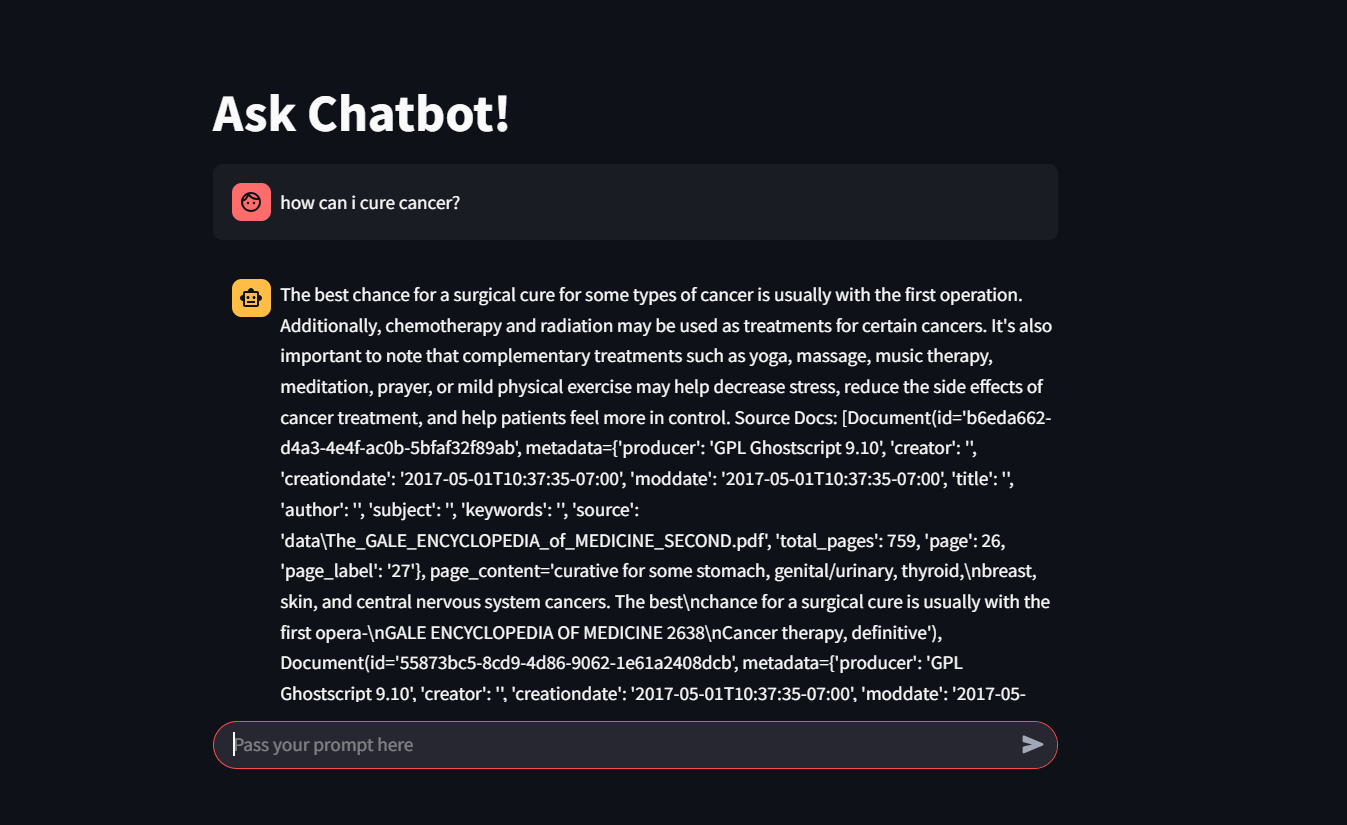 Ask Chatbot!
how can i cure cancer?
The best chance for a surgical cure for some types of cancer is usually with the first operation.
Additionally, chemotherapy and radiation may be used as treatments for certain cancers. It's also
important to note that complementary treatments such as yoga, massage, music therapy,
meditation, prayer, or mild physical exercise may help decrease stress, reduce the side effects of
cancer treatment, and help patients feel more in control. Source Docs: [Document(id='b6eda662-
d4a3-4e4f-ac0b-5bfaf32f89ab', metadata={'producer': 'GPL Ghostscript 9.10', 'creator': '',
'creationdate': '2017-05-01T10:37:35-07:00', 'moddate': '2017-05-01T10:37:35-07:00', 'title': '',
'author': '', 'subject': '', 'keywords': '', 'source':
'data\The_GALE_ENCYCLOPEDIA_of_MEDICINE_SECOND.pdf', 'total_pages': 759, 'page': 26,
'page_label': '27'}, page_content='curative for some stomach, genital/urinary, thyroid,\nbreast,
skin, and central nervous system cancers. The best\nchance for a surgical cure is usually with the
first opera-\nGALE ENCYCLOPEDIA OF MEDICINE 2638\nCancer therapy, definitive'),
Document(id='55873bc5-8cd9-4d86-9062-1e61a2408dcb', metadata={'producer': 'GPL
Ghostscript 9.10', 'creator': '', 'creationdate': '2017-05-01T10:37:35-07:00', 'moddate': '2017-05-
Pass your prompt here